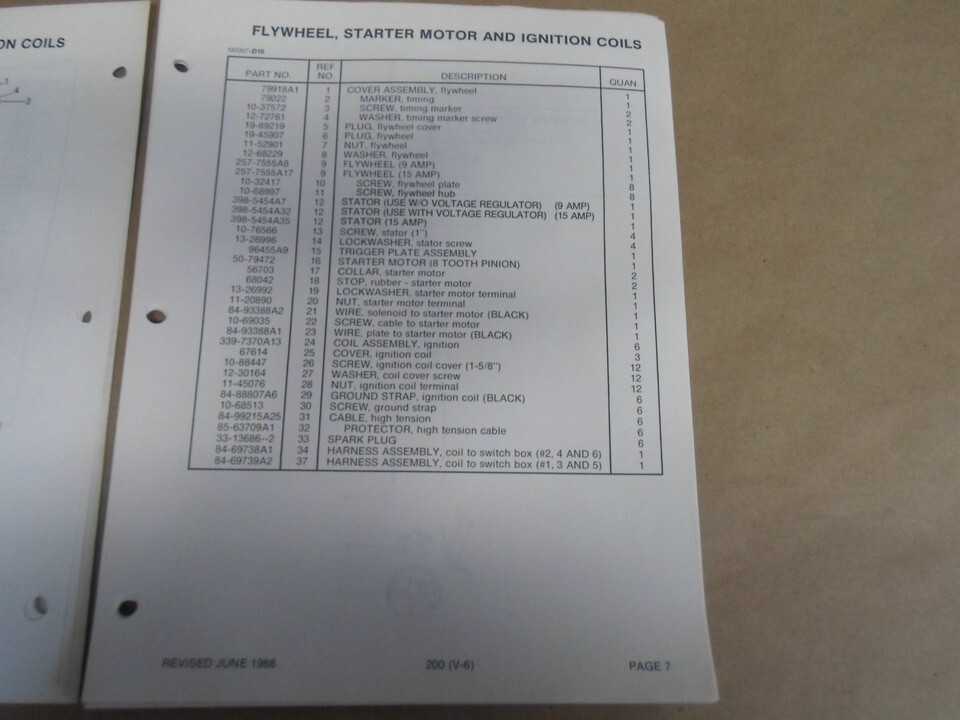 ON COILS
1
4
2
FLYWHEEL, STARTER MOTOR AND IGNITION COILS
M0067-D16
PART NO. REF NO. DESCRIPTION QUAN.
79918A1 1 COVER ASSEMBLY, flywheel 1
79022 2 MARKER, timing 1
10-37572 3 SCREW, timing marker 2
12-72761 4 WASHER, timing marker screw 2
19-89219 5 PLUG, flywheel cover 1
19-45907 6 PLUG, flywheel 1
11-52901 7 NUT, flywheel 1
12-68229 8 WASHER, flywheel 1
257-7555A8 9 FLYWHEEL (9 AMP) 1
257-7555A17 9 FLYWHEEL (15 AMP) 1
10-32417 10 SCREW, flywheel plate 8
10-68997 11 SCREW, flywheel hub 8
398-5454A7 12 STATOR (USE W/O VOLTAGE REGULATOR) (9 AMP) 1
398-5454A32 12 STATOR (USE WITH VOLTAGE REGULATOR) (15 AMP) 1
398-5454A35 12 STATOR (15 AMP) 1
10-76566 13 SCREW, stator (1") 4
13-26996 14 LOCKWASHER, stator screw 4
96455A9 15 TRIGGER PLATE ASSEMBLY 1
50-79472 16 STARTER MOTOR (8 TOOTH PINION) 1
56703 17 COLLAR, starter motor 2
68042 18 STOP, rubber - starter motor 2
13-26992 19 LOCKWASHER, starter motor terminal 1
11-20890 20 NUT, starter motor terminal 1
84-93388A2 21 WIRE, solenoid to starter motor (BLACK) 1
10-69035 22 SCREW, cable to starter motor 1
84-93388A1 23 WIRE, plate to starter motor (BLACK) 1
339-7370A13 24 COIL ASSEMBLY, ignition 6
67614 25 COVER, ignition coil 3
10-88447 26 SCREW, ignition coil cover (1-5/8") 12
12-30164 27 WASHER, coil cover screw 12
11-45076 28 NUT, ignition coil terminal 12
84-88807A6 29 GROUND STRAP, ignition coil (BLACK) 6
10-68513 30 SCREW, ground strap 6
84-99215A25 31 CABLE, high tension 6
85-63709A1 32 PROTECTOR, high tension cable 6
33-13686--2 33 SPARK PLUG 6
84-69738A1 34 HARNESS ASSEMBLY, coil to switch box (#2, 4 AND 6) 1
84-69739A2 37 HARNESS ASSEMBLY, coil to switch box (#1, 3 AND 5) 1
REVISED JUNE 1988 200 (V-6) PAGE 7